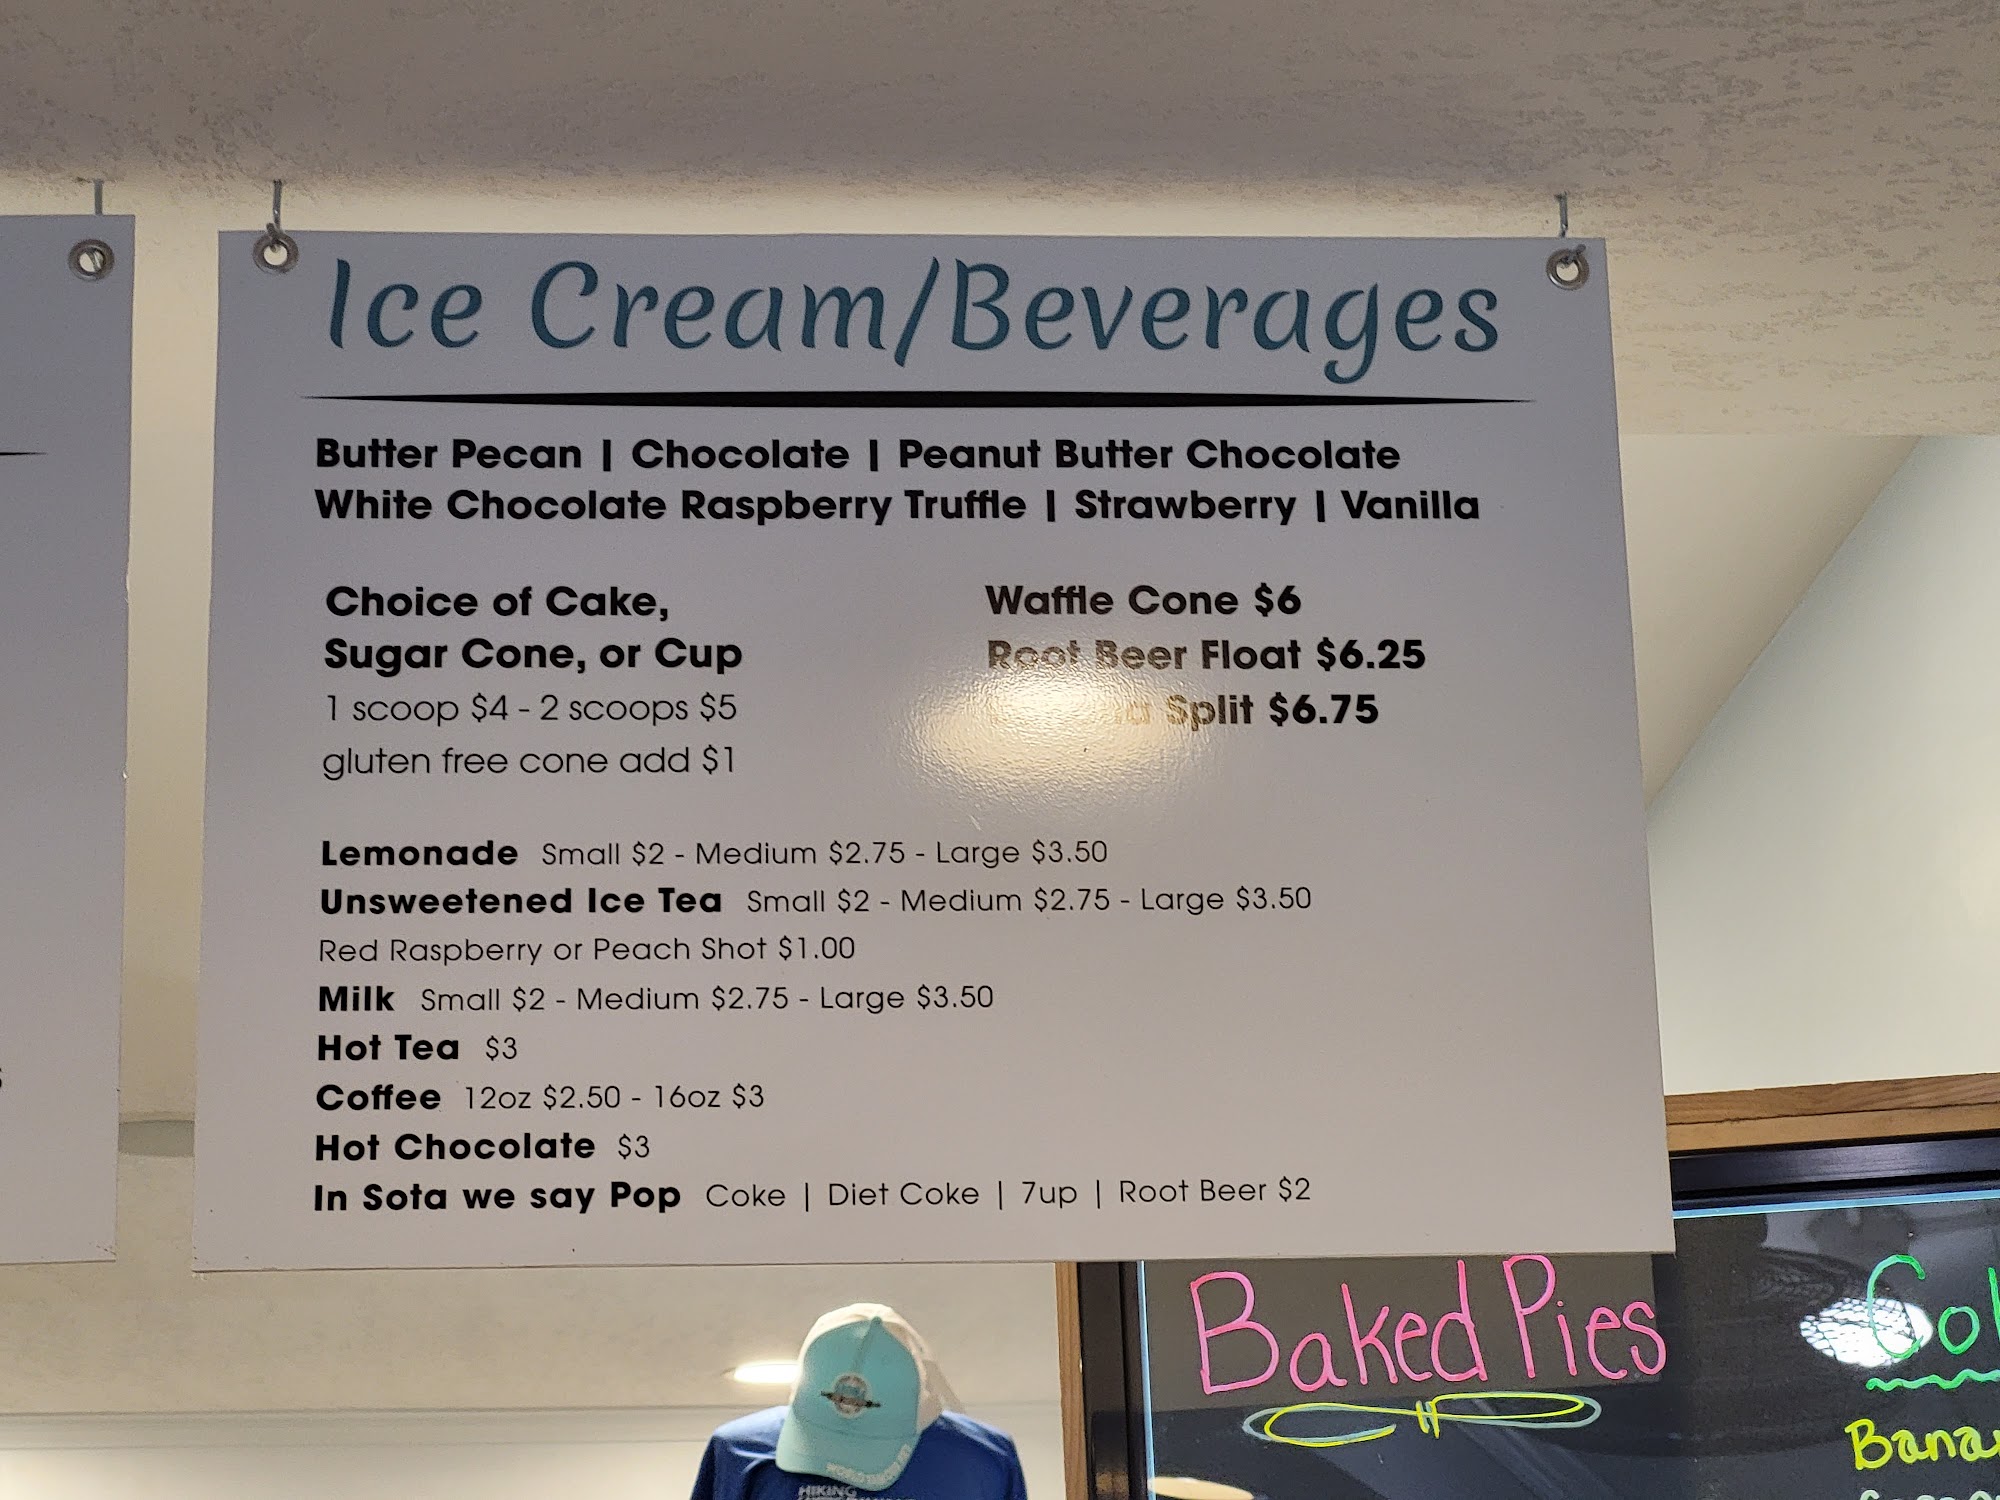 Ice Cream/Beverages
Butter Pecan | Chocolate | Peanut Butter Chocolate
White Chocolate Raspberry Truffle | Strawberry | Vanilla
Choice of Cake,
Sugar Cone, or Cup
1 scoop $4 - 2 scoops $5
gluten free cone add $1
Waffle Cone $6
Root Beer Float $6.25
Split $6.75
Lemonade Small $2 - Medium $2.75 - Large $3.50
Unsweetened Ice Tea Small $2 - Medium $2.75 - Large $3.50
Red Raspberry or Peach Shot $1.00
Milk Small $2 - Medium $2.75 - Large $3.50
Hot Tea $3
Coffee 12oz $2.50 - 16oz $3
Hot Chocolate $3
In Sota we say Pop Coke | Diet Coke | 7up | Root Beer $2
Baked Pies
HIKING